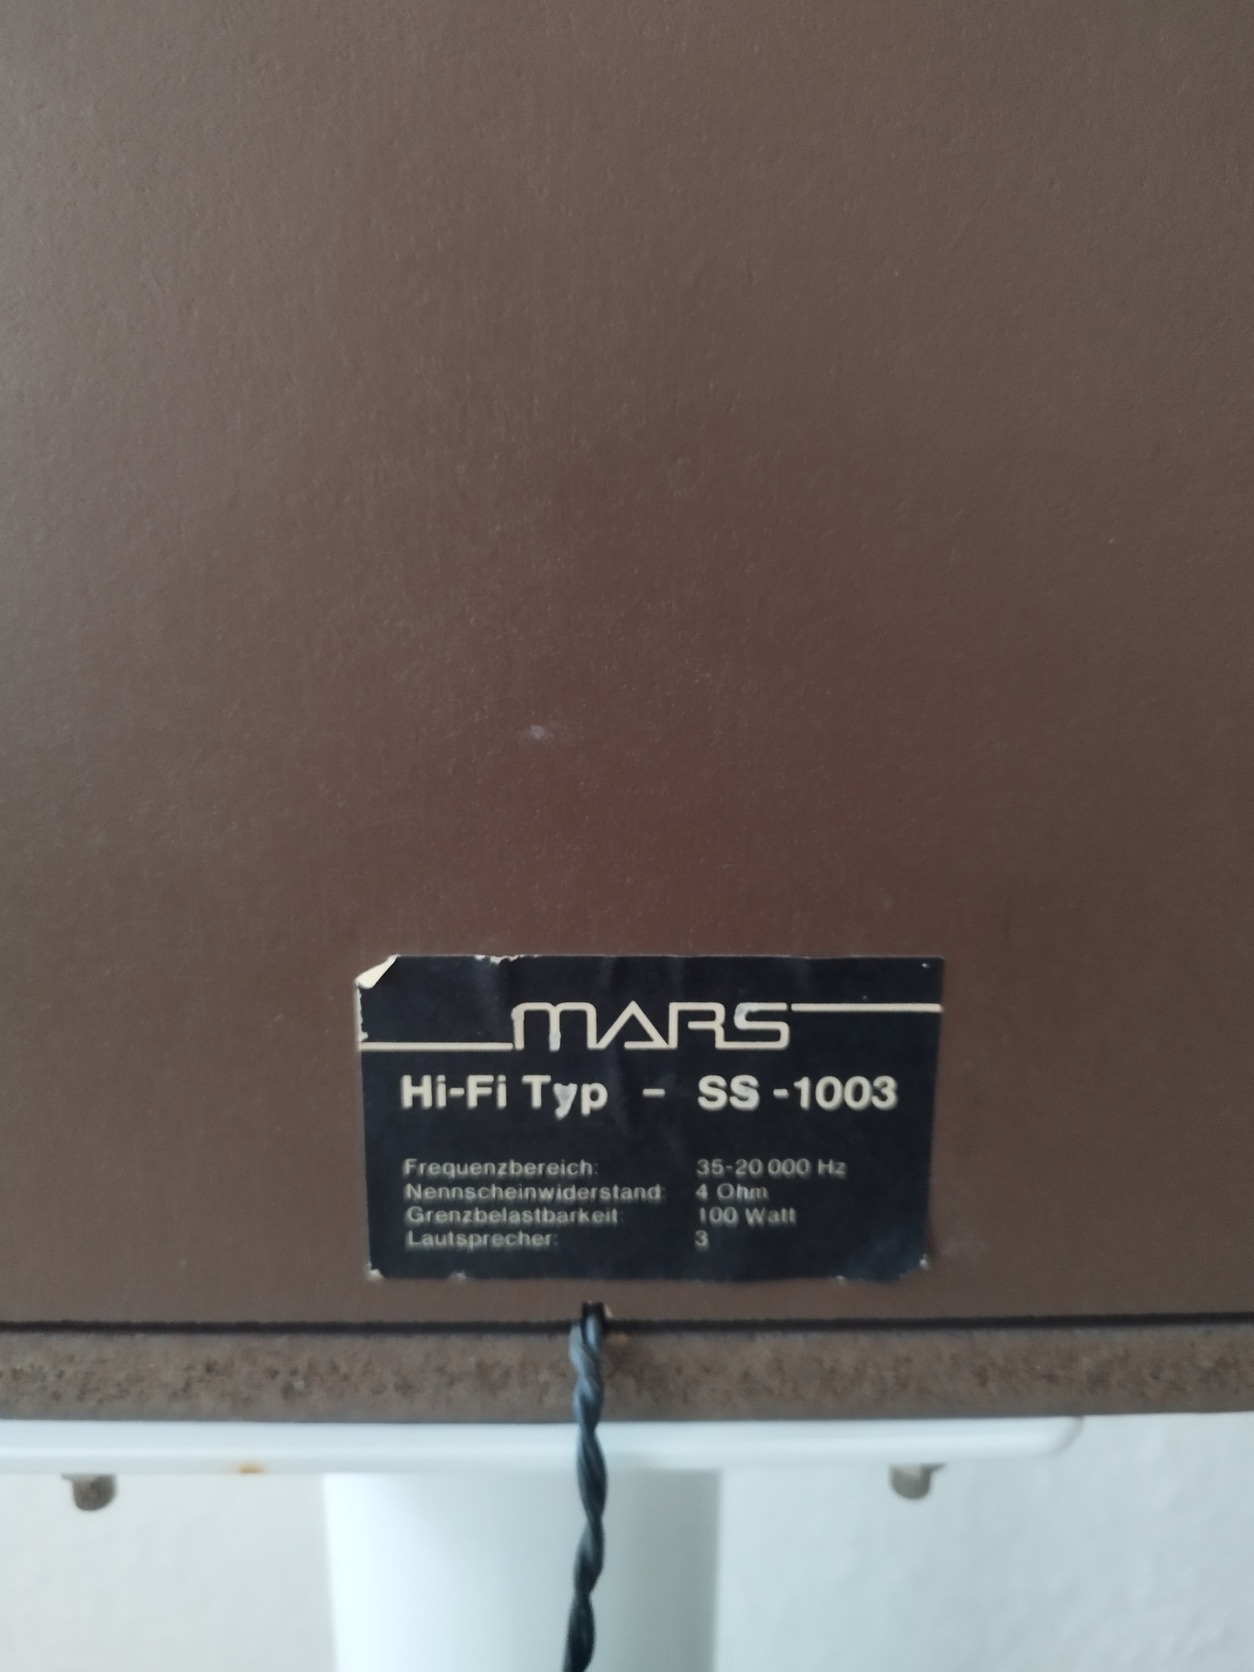 MARS
Hi-Fi Typ - SS -1003
Frequenzbereich: 35-20 000 Hz
Nennscheinwiderstand: 4 Ohm
Grenzbelastbarkeit: 100 Watt
Lautsprecher: 3